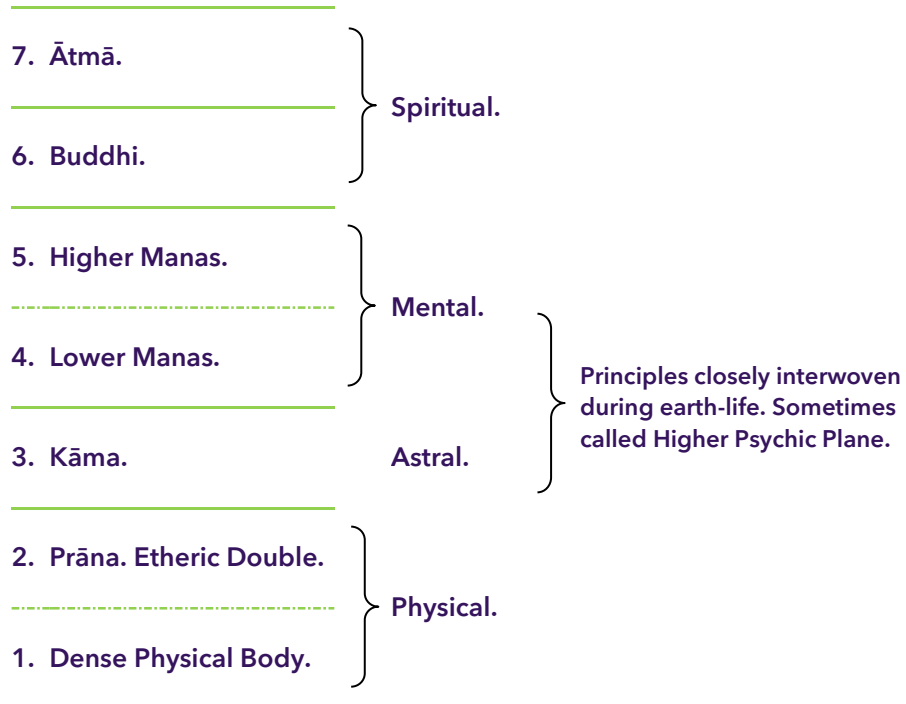 7. Ātmā.
Spiritual.
6. Buddhi.
5. Higher Manas.
Mental.
4. Lower Manas.
Principles closely interwoven
during earth-life. Sometimes
called Higher Psychic Plane.
3. Kāma.
Astral.
2. Prāna. Etheric Double.
Physical.
1. Dense Physical Body.